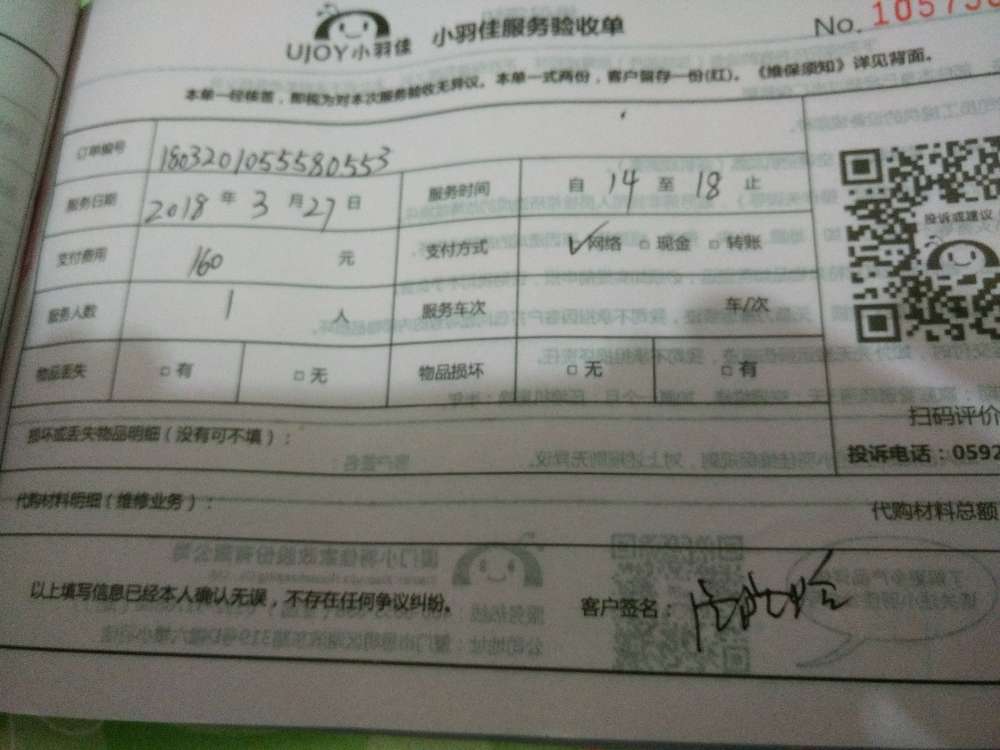 UJOY小羽佳 小羽佳服务验收单 No. 105758
本单一经核签，即视为对本次服务验收无异议。本单一式两份，客户留存一份(红)。《维保须知》详见背面。
订单编号 1803201055580553
服务日期 2018 年 3 月 27 日 服务时间 自 14 至 18 止
支付费用 160 元 支付方式 ☑网络 □现金 □转账
服务人数 1 人 服务车次 车/次
物品丢失 □有 □无 物品损坏 □无 □有
投诉或建议
扫码评价
投诉电话：0592
损坏或丢失物品明细（没有可不填）：
代购材料明细（维修业务）： 代购材料总额
以上填写信息已经本人确认无误，不存在任何争议纠纷。 客户签名：